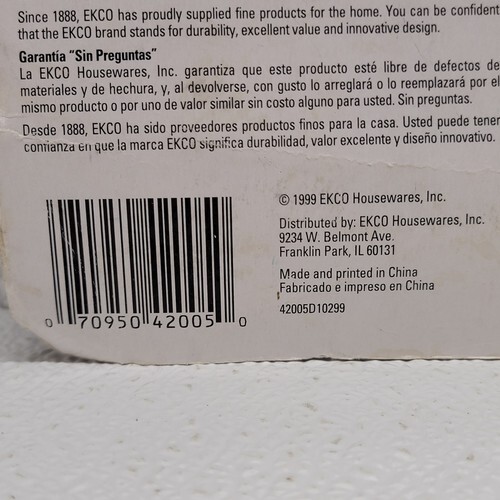 Since 1888, EKCO has proudly supplied fine products for the home. You can be confident
that the EKCO brand stands for durability, excellent value and innovative design.
Garantía "Sin Preguntas"
La EKCO Housewares, Inc. garantiza que este producto esté libre de defectos de
materiales y de hechura, y, al devolverse, con gusto lo arreglará o lo reemplazará por el
mismo producto o por uno de valor similar sin costo alguno para usted. Sin preguntas.
Desde 1888, EKCO ha sido proveedores productos finos para la casa. Usted puede tener
confianza en que la marca EKCO significa durabilidad, valor excelente y diseño innovativo.
© 1999 EKCO Housewares, Inc.
Distributed by: EKCO Housewares, Inc.
9234 W. Belmont Ave.
Franklin Park, IL 60131
Made and printed in China
Fabricado e impreso en China
42005D10299
0 70950 42005 0